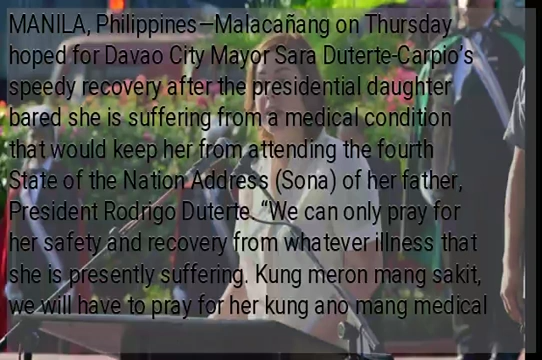 MANILA, Philippines—Malacañang on Thursday
hoped for Davao City Mayor Sara Duterte-Carpio's
speedy recovery after the presidential daughter
bared she is suffering from a medical condition
that would keep her from attending the fourth
State of the Nation Address (Sona) of her father,
President Rodrigo Duterte. “We can only pray for
her safety and recovery from whatever illness that
she is presently suffering. Kung meron mang sakit,
we will have to pray for her kung ano mang medical